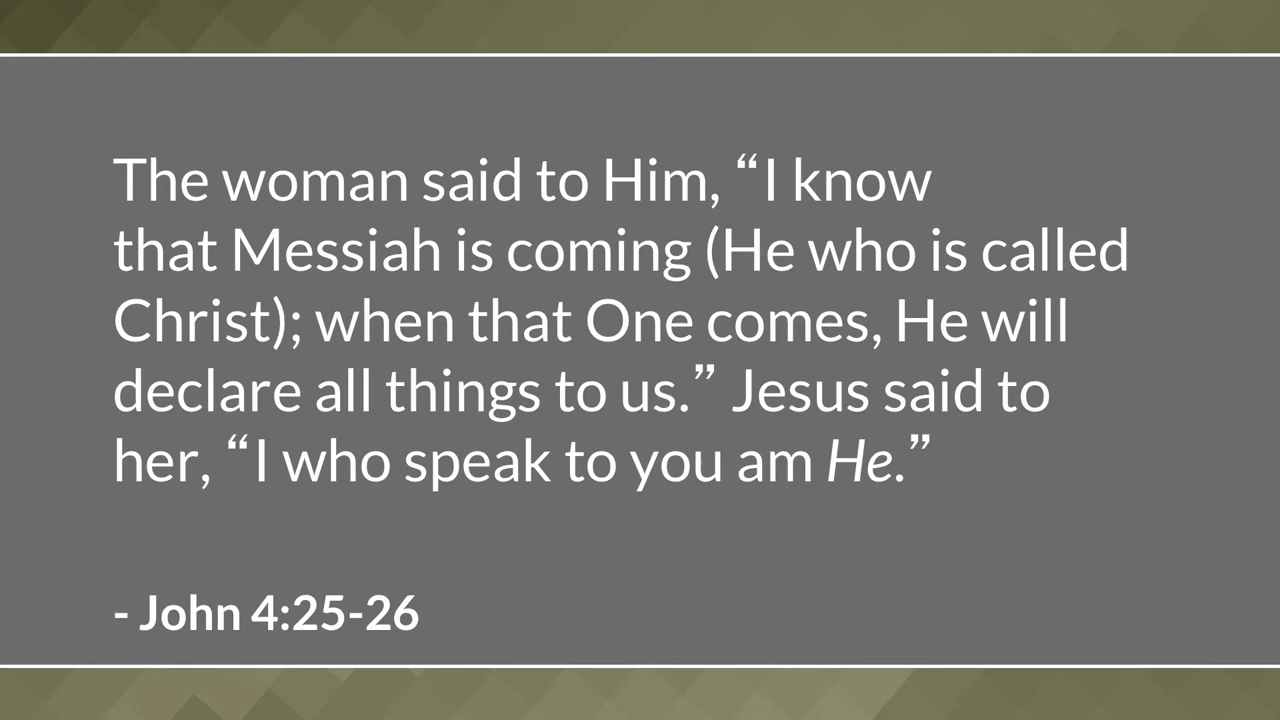 The woman said to Him, “I know
that Messiah is coming (He who is called
Christ); when that One comes, He will
declare all things to us.” Jesus said to
her, “I who speak to you am He.”
- John 4:25-26